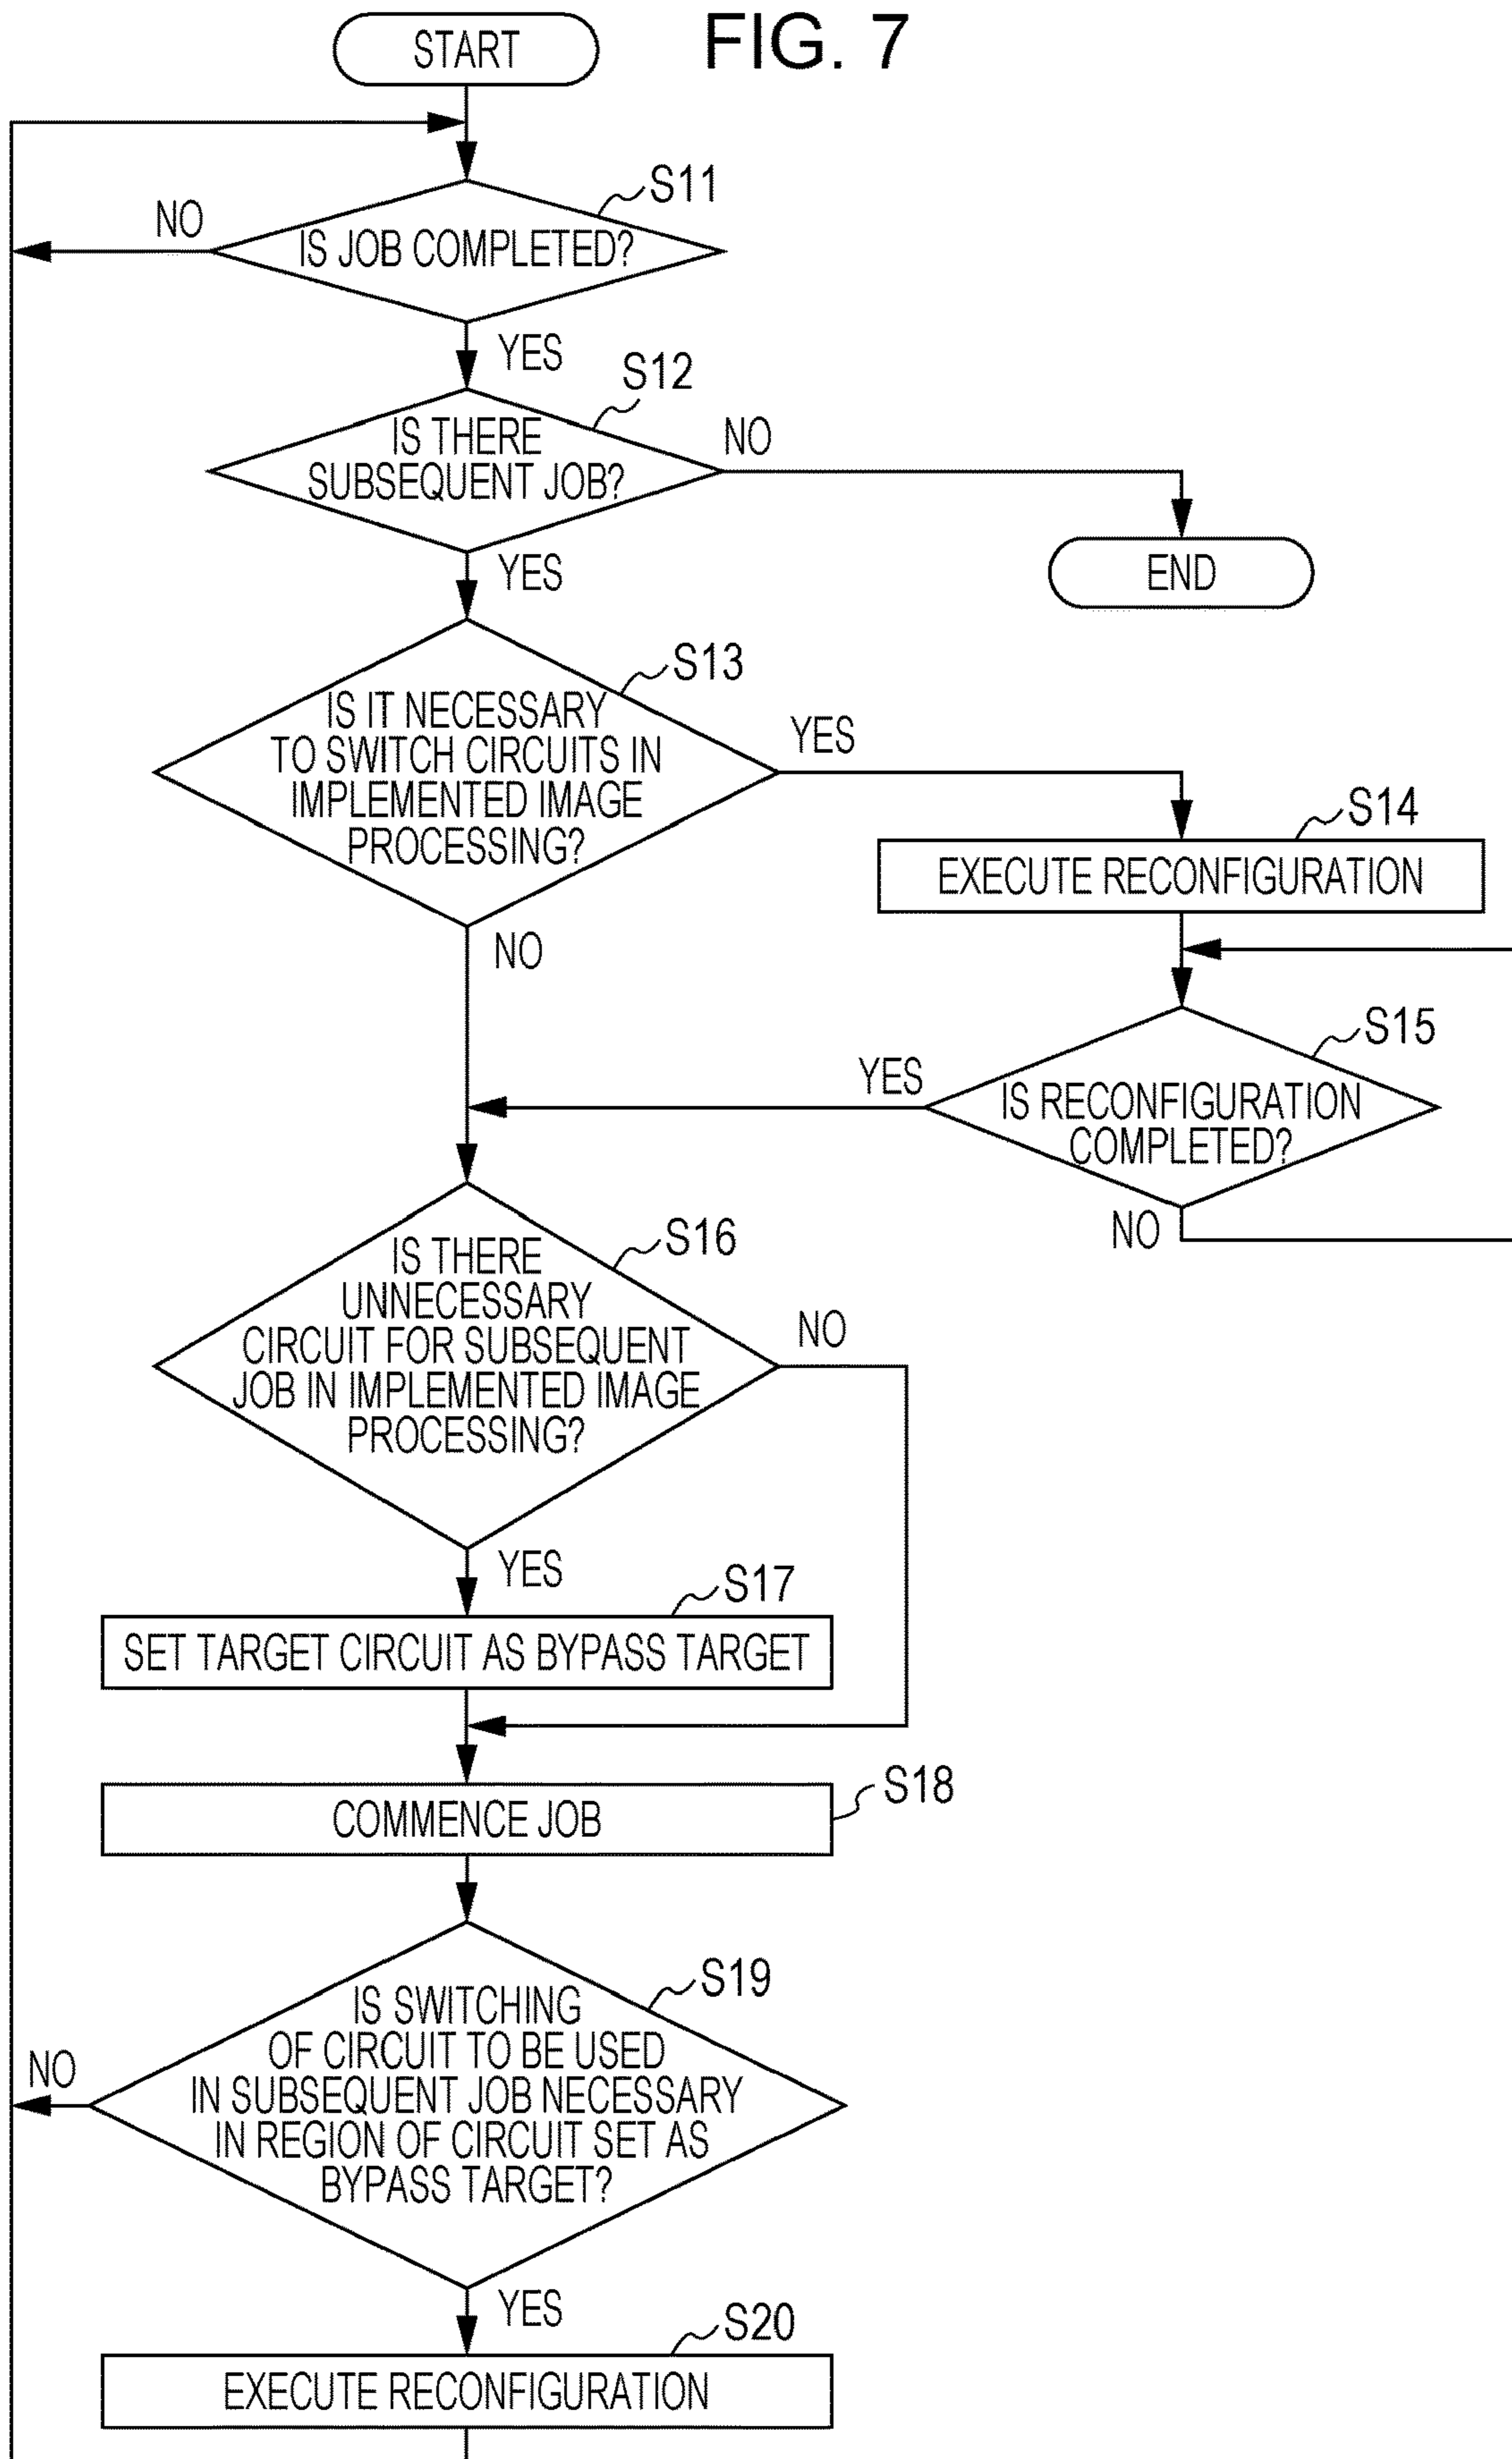 FIG. 7
START
S11
NO
IS JOB COMPLETED?
YES
S12
IS THERE
SUBSEQUENT JOB?
NO
YES
END
S13
IS IT NECESSARY
TO SWITCH CIRCUITS IN
IMPLEMENTED IMAGE
PROCESSING?
YES
S14
EXECUTE RECONFIGURATION
NO
S15
YES
IS RECONFIGURATION
COMPLETED?
NO
S16
IS THERE
UNNECESSARY
CIRCUIT FOR SUBSEQUENT
JOB IN IMPLEMENTED IMAGE
PROCESSING?
NO
YES
S17
SET TARGET CIRCUIT AS BYPASS TARGET
S18
COMMENCE JOB
S19
IS SWITCHING
OF CIRCUIT TO BE USED
IN SUBSEQUENT JOB NECESSARY
IN REGION OF CIRCUIT SET AS
BYPASS TARGET?
NO
YES
S20
EXECUTE RECONFIGURATION